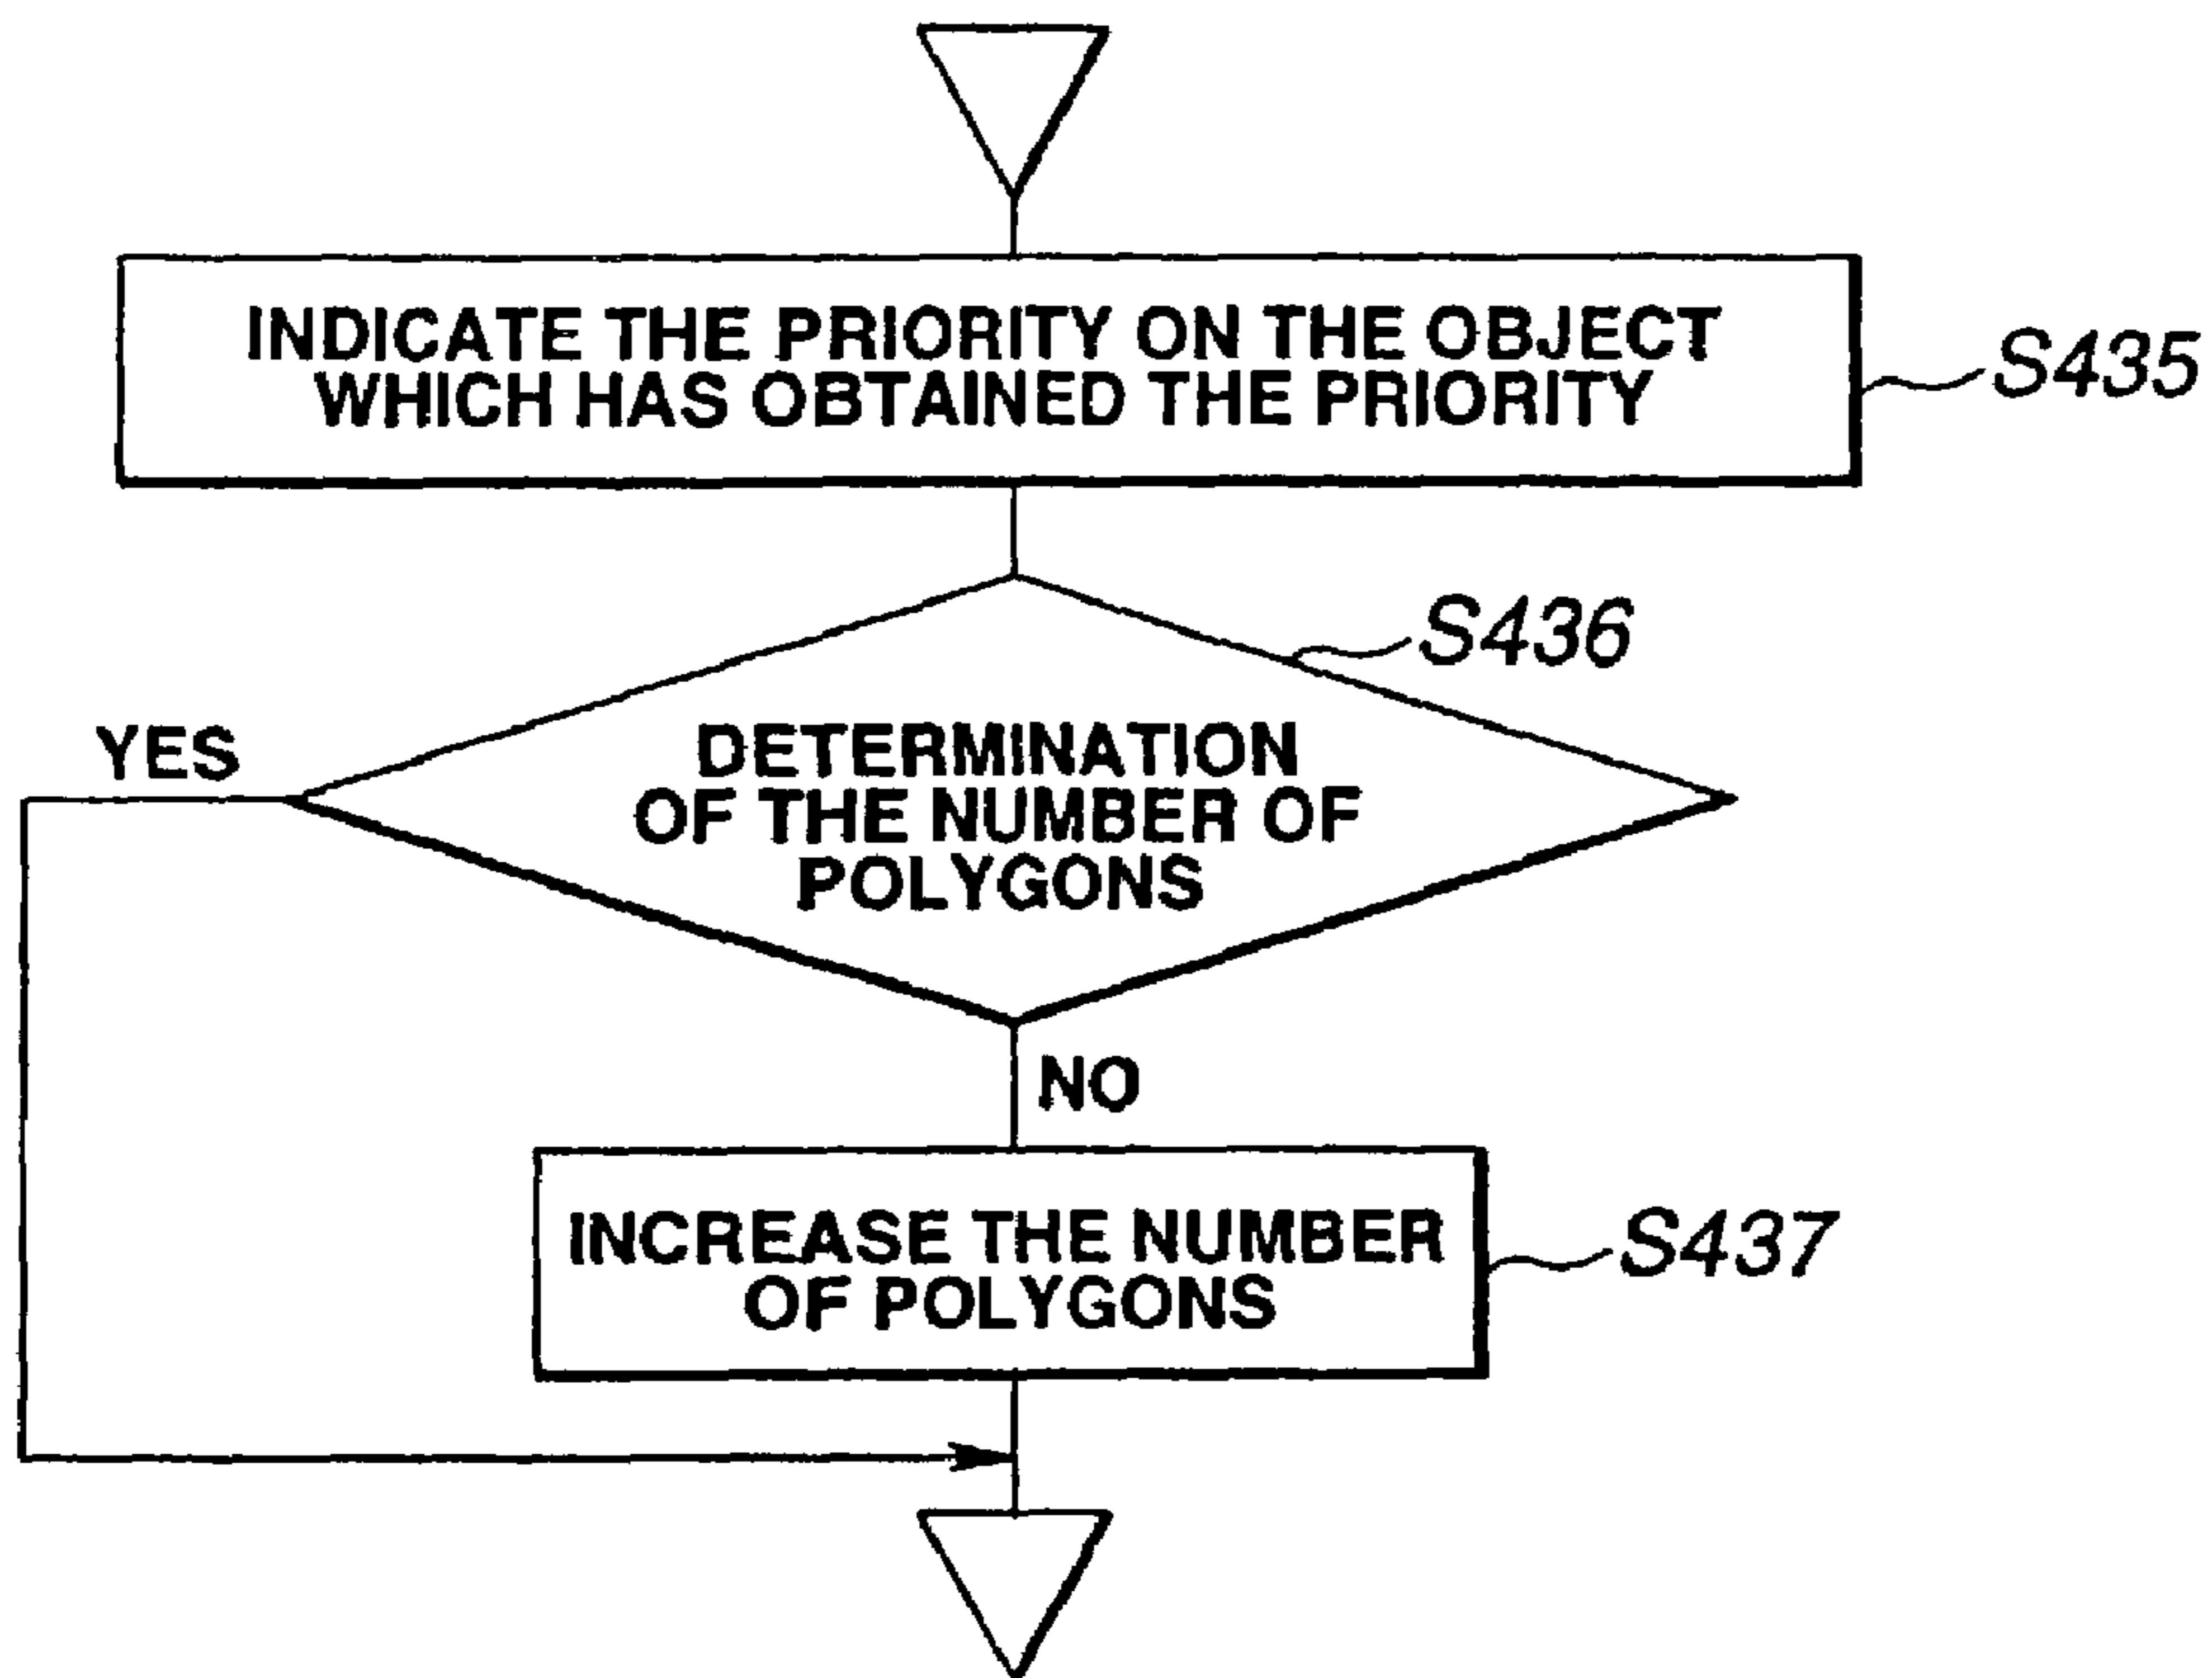 INDICATE THE PRIORITY ON THE OBJECT
WHICH HAS OBTAINED THE PRIORITY
S435
S436
YES
DETERMINATION
OF THE NUMBER OF
POLYGONS
NO
INCREASE THE NUMBER
OF POLYGONS
S437